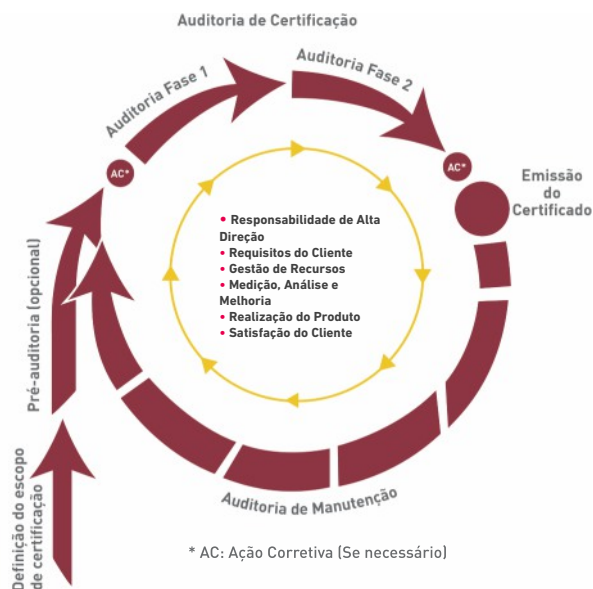 Auditoria de Certificação
Auditoria Fase 1
Auditoria Fase 2
AC*
AC*
Emissão
do
Certificado
• Responsabilidade de Alta
Direção
• Requisitos do Cliente
• Gestão de Recursos
• Medição, Análise e
Melhoria
• Realização do Produto
• Satisfação do Cliente
Pré-auditoria (opcional)
Definição do escopo
de certificação
Auditoria de Manutenção
* AC: Ação Corretiva (Se necessário)